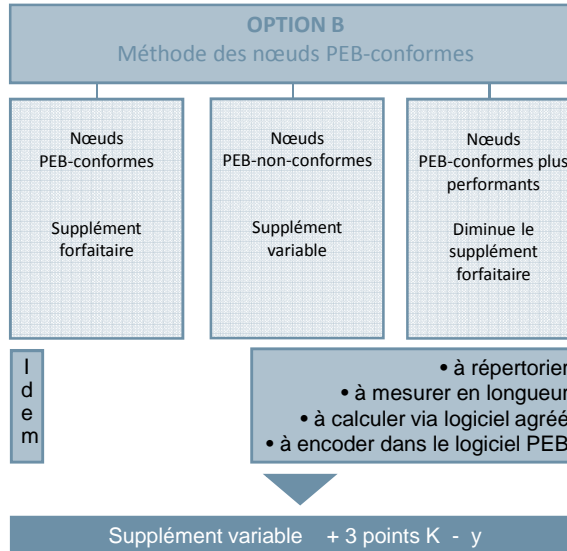 OPTION B
Méthode des nœuds PEB-conformes
Nœuds
PEB-conformes
Supplément
forfaitaire
Nœuds
PEB-non-conformes
Supplément
variable
Nœuds
PEB-conformes plus
performants
Diminue le
supplément
forfaitaire
I
d
e
m
• à répertorier
• à mesurer en longueur
• à calculer via logiciel agréé
• à encoder dans le logiciel PEB
Supplément variable + 3 points K - y